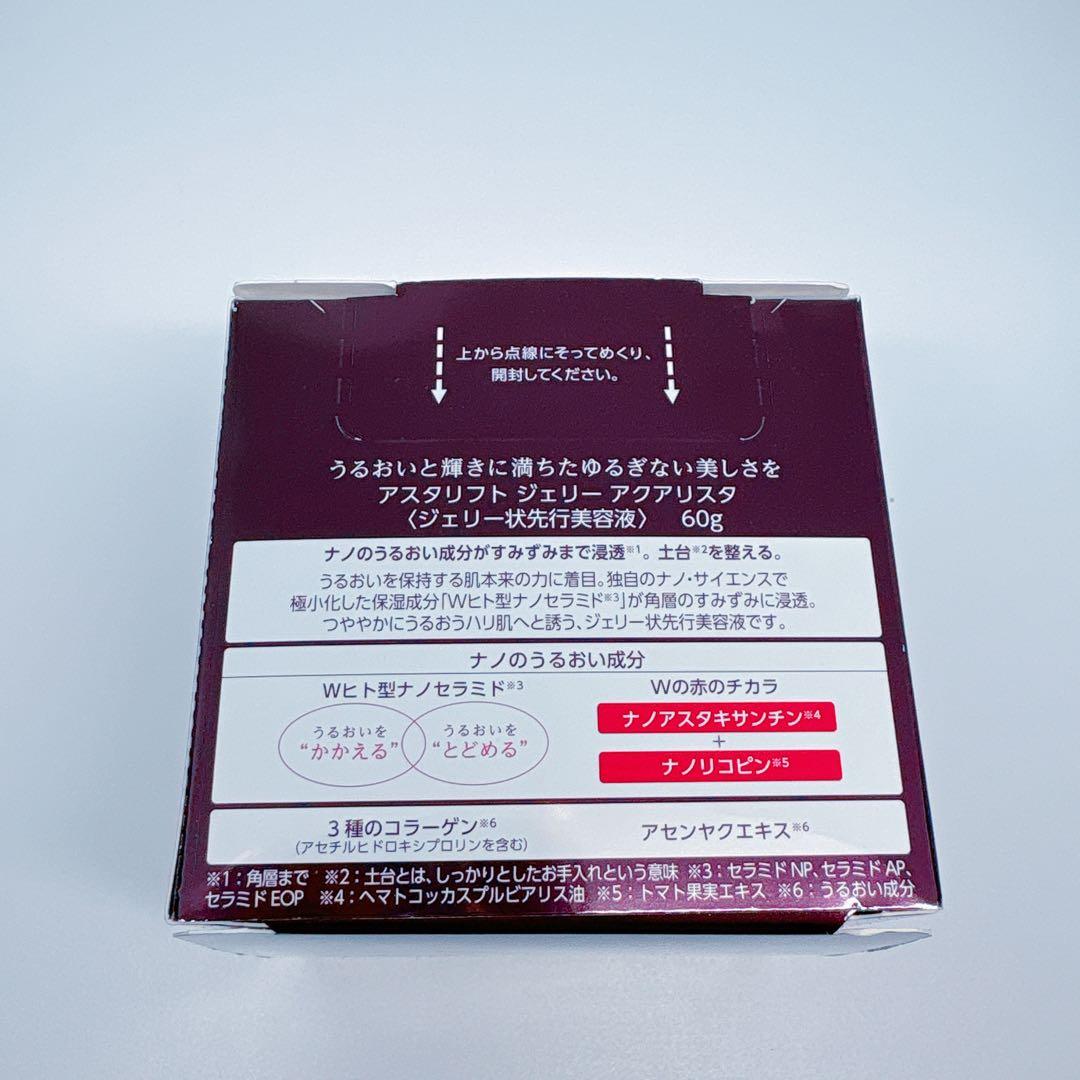 上から点線にそってめくり、
開封してください。
うるおいと輝きに満ちたゆるぎない美しさを
アスタリフト ジェリー アクアリスタ
〈ジェリー状先行美容液〉 60g
ナノのうるおい成分がすみずみまで浸透※1。土台※2を整える。
うるおいを保持する肌本来の力に着目。独自のナノ・サイエンスで
極小化した保湿成分「Wヒト型ナノセラミド※3」が角層のすみずみに浸透。
つややかにうるおうハリ肌へと誘う、ジェリー状先行美容液です。
ナノのうるおい成分
Wヒト型ナノセラミド※3
うるおいを
“かかえる”
うるおいを
“とどめる”
Wの赤のチカラ
ナノアスタキサンチン※4
+
ナノリコピン※5
3種のコラーゲン※6
(アセチルヒドロキシプロリンを含む)
アセンヤクエキス※6
※1：角層まで ※2：土台とは、しっかりとしたお手入れという意味 ※3：セラミドNP、セラミドAP、
セラミドEOP ※4：ヘマトコッカスプルビアリス油 ※5：トマト果実エキス ※6：うるおい成分